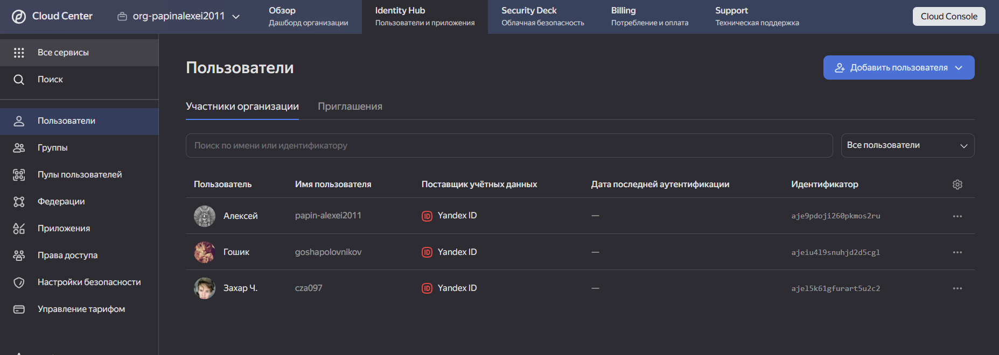 Cloud Center
org-papinalexei2011
Обзор
Дашборд организации
Identity Hub
Пользователи и приложения
Security Deck
Облачная безопасность
Billing
Потребление и оплата
Support
Техническая поддержка
Cloud Console
Все сервисы
Поиск
Пользователи
Группы
Пулы пользователей
Федерации
Приложения
Права доступа
Настройки безопасности
Управление тарифом
Пользователи
Добавить пользователя
Участники организации Приглашения
Поиск по имени или идентификатору Все пользователи
Пользователь Имя пользователя Поставщик учётных данных Дата последней аутентификации Идентификатор
Алексей papin-alexei2011 ID Yandex ID — aje9pdoji260pkmos2ru
Гошик goshapolovnikov ID Yandex ID — ajeiu4l9snuhjd2d5cgl
Захар Ч. cza097 ID Yandex ID — ajel5k61gfurart5u2c2